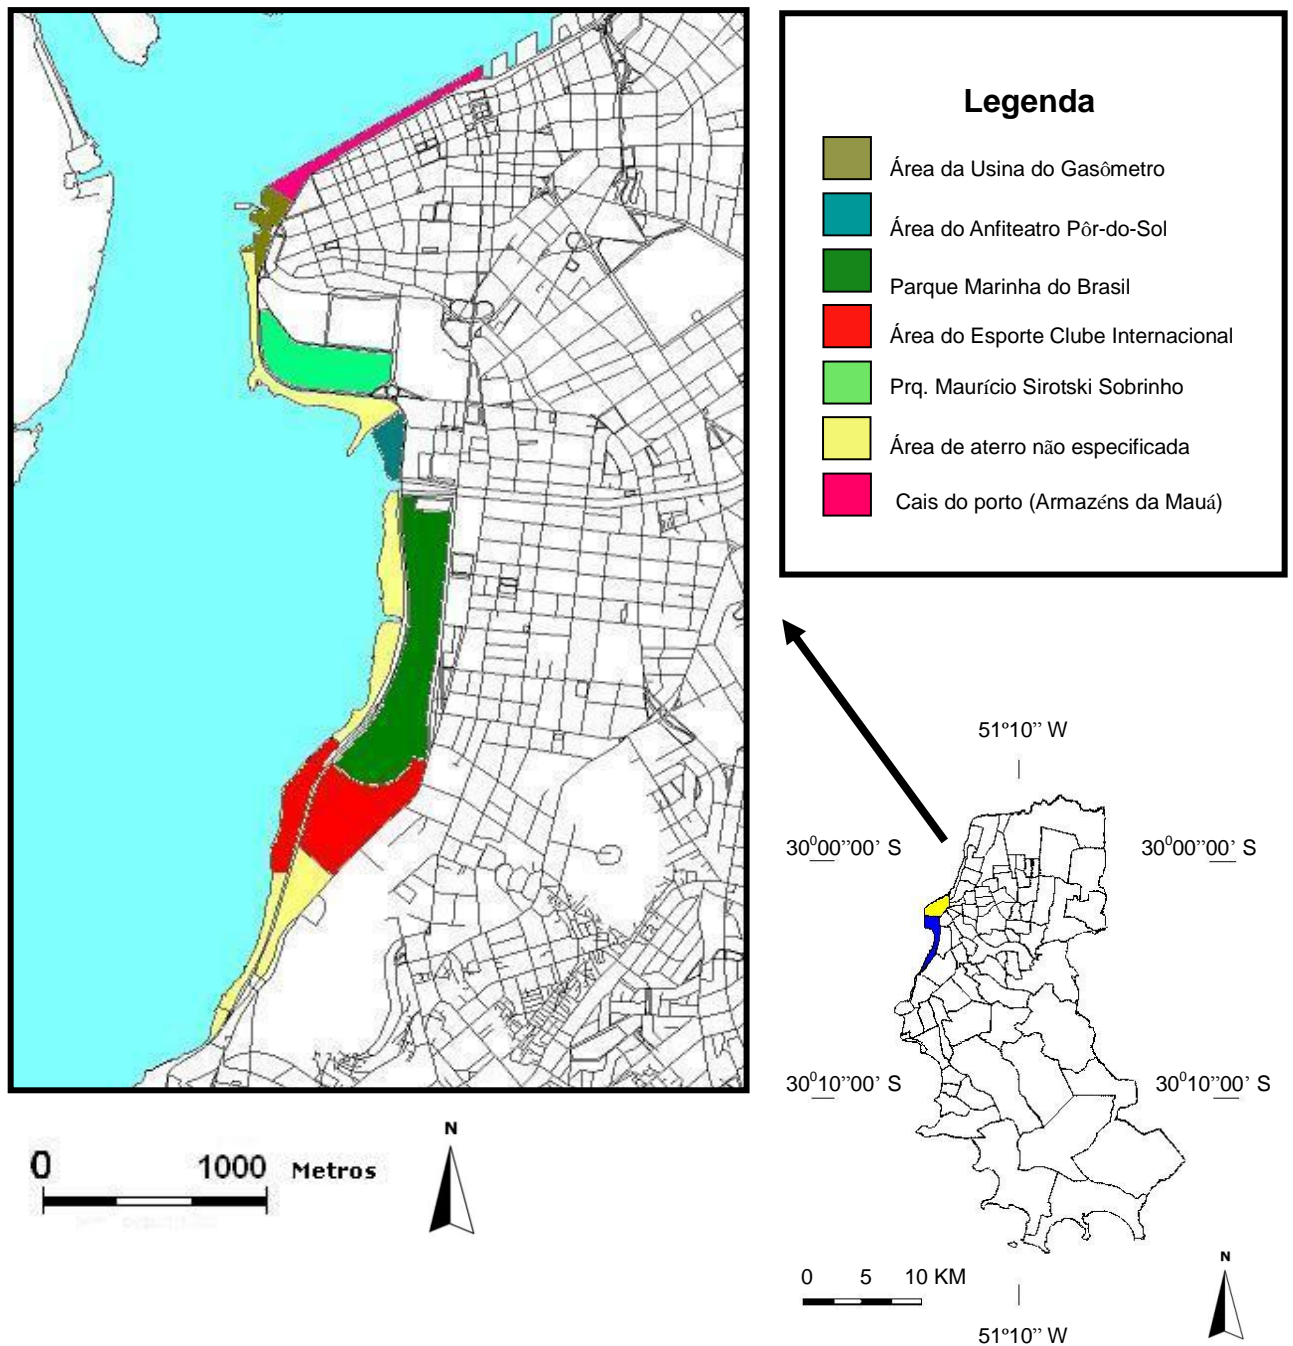 Legenda
Área da Usina do Gasômetro
Área do Anfiteatro Pôr-do-Sol
Parque Marinha do Brasil
Área do Esporte Clube Internacional
Prq. Maurício Sirotski Sobrinho
Área de aterro não especificada
Cais do porto (Armazéns da Mauá)
51º10’’ W
30⁰00’’00’ S 30⁰00’’00’ S
30⁰10’’00’ S 30⁰10’’00’ S
0 1000 Metros
N
0 5 10 KM
N
51º10’’ W